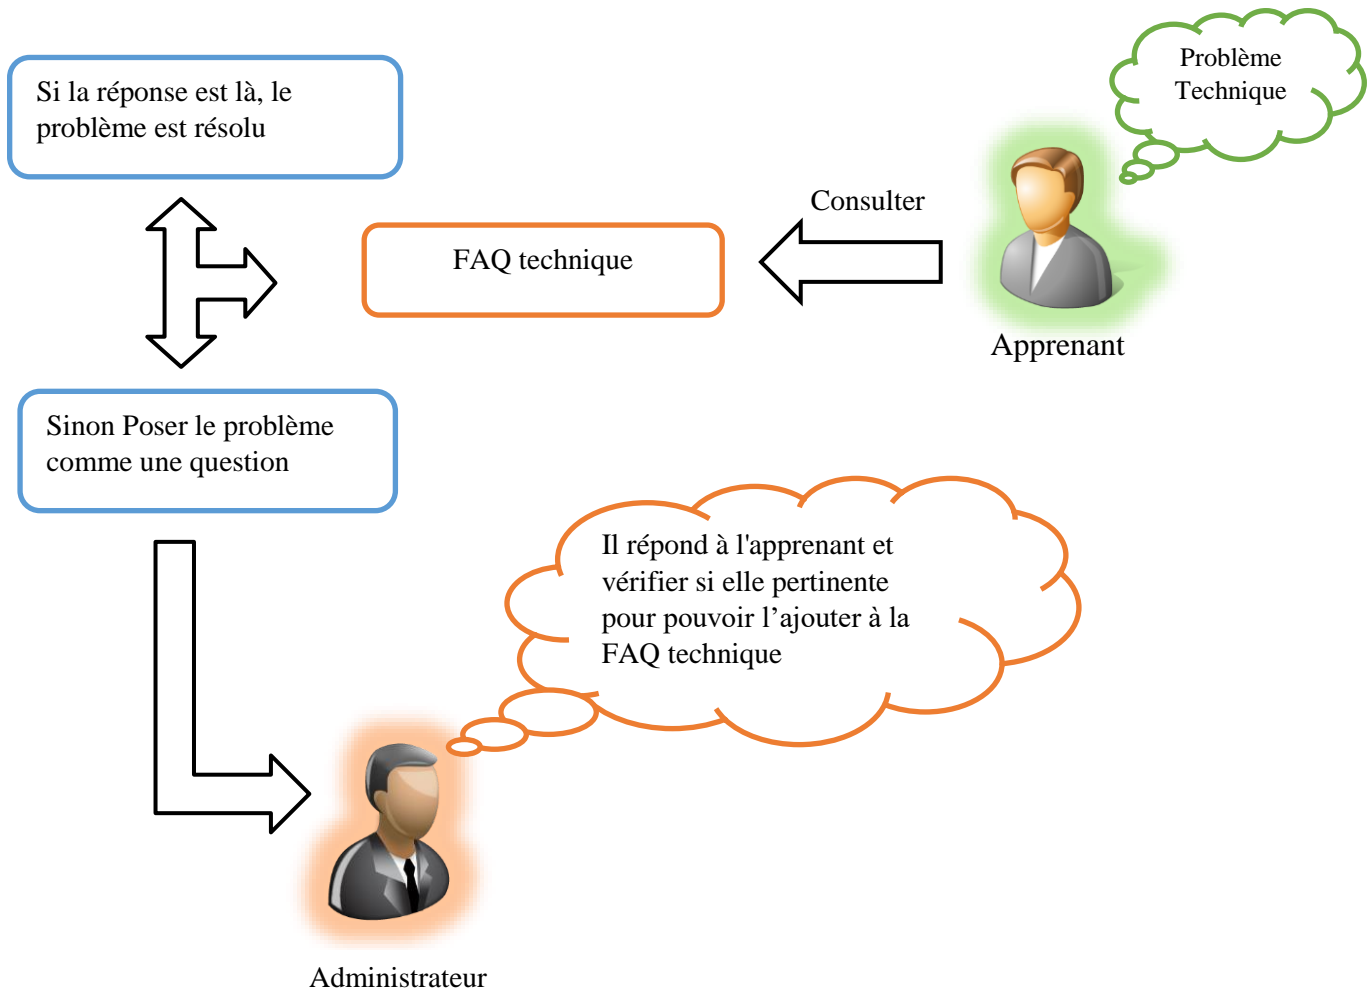 Problème
Technique
Si la réponse est là, le
problème est résolu
Consulter
FAQ technique
Apprenant
Sinon Poser le problème
comme une question
Il répond à l'apprenant et
vérifier si elle pertinente
pour pouvoir l’ajouter à la
FAQ technique
Administrateur